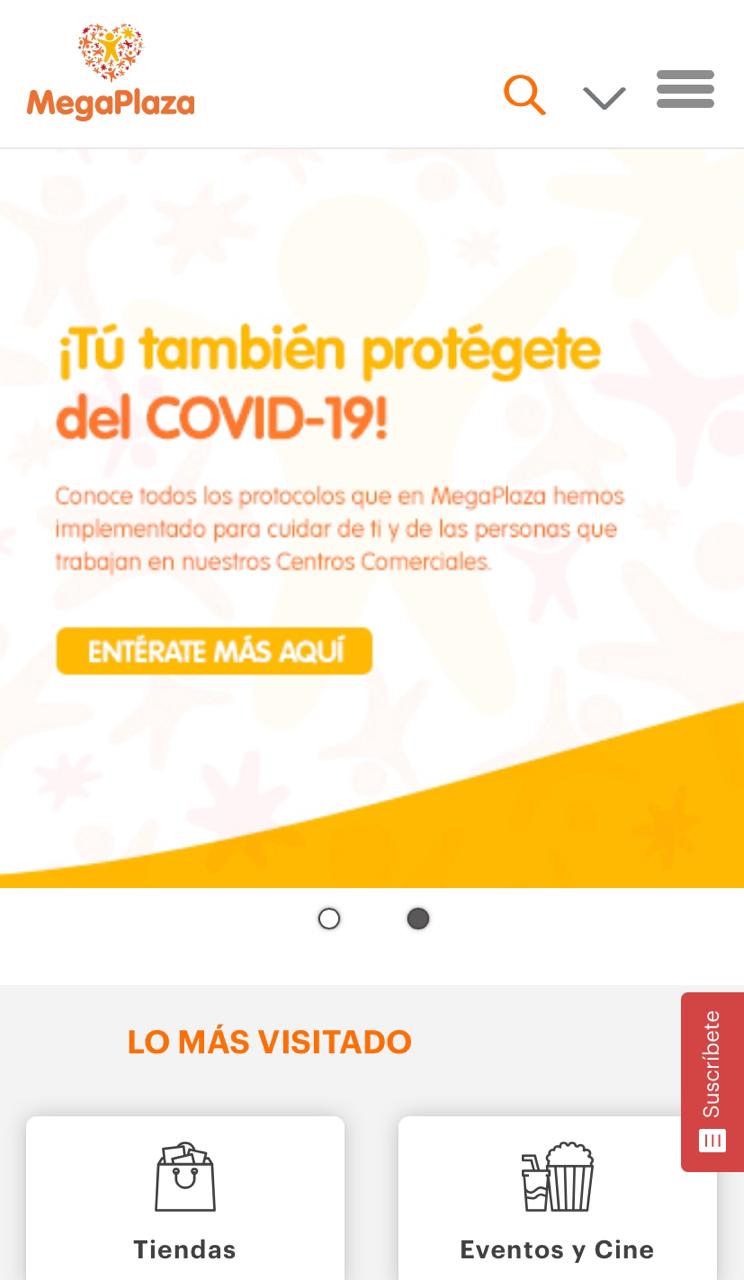 MegaPlaza
¡Tú también protégete
del COVID-19!
Conoce todos los protocolos que en MegaPlaza hemos
implementado para cuidar de ti y de las personas que
trabajan en nuestros Centros Comerciales.
ENTÉRATE MÁS AQUÍ
LO MÁS VISITADO
Suscríbete
Tiendas
Eventos y Cine